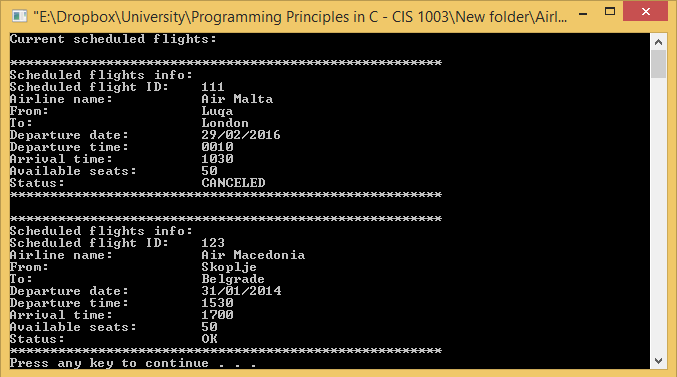 "E:\Dropbox\University\Programming Principles in C - CIS 1003\New folder\Airl...
Current scheduled flights:
******************************************************
Scheduled flights info:
Scheduled flight ID: 111
Airline name: Air Malta
From: Luqa
To: London
Departure date: 29/02/2016
Departure time: 0010
Arrival time: 1030
Available seats: 50
Status: CANCELED
******************************************************
******************************************************
Scheduled flights info:
Scheduled flight ID: 123
Airline name: Air Macedonia
From: Skoplje
To: Belgrade
Departure date: 31/01/2014
Departure time: 1530
Arrival time: 1700
Available seats: 50
Status: OK
******************************************************
Press any key to continue . . .